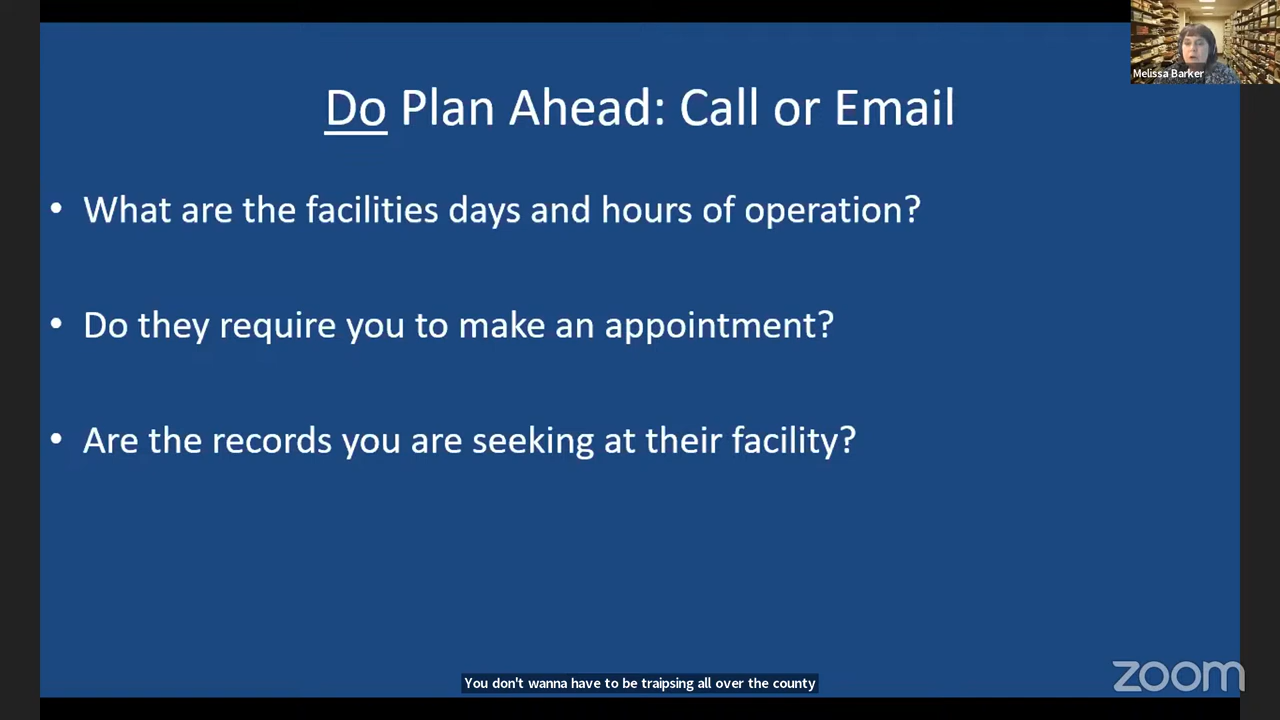 Melissa Barker
Do Plan Ahead: Call or Email
• What are the facilities days and hours of operation?
• Do they require you to make an appointment?
• Are the records you are seeking at their facility?
zoom
You don't wanna have to be traipsing all over the county